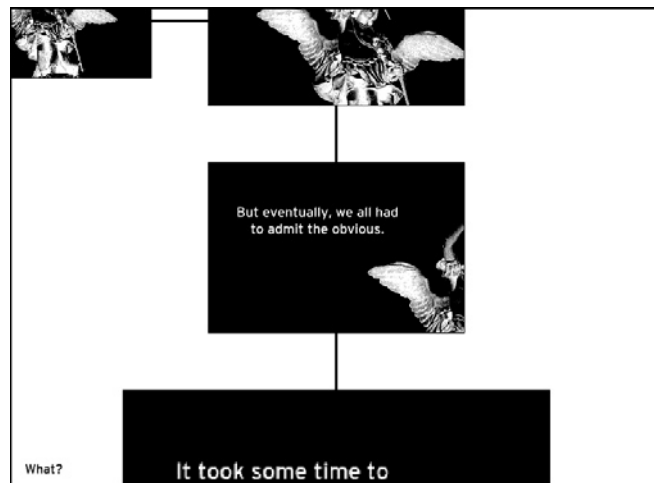 But eventually, we all had
to admit the obvious.
What?
It took some time to